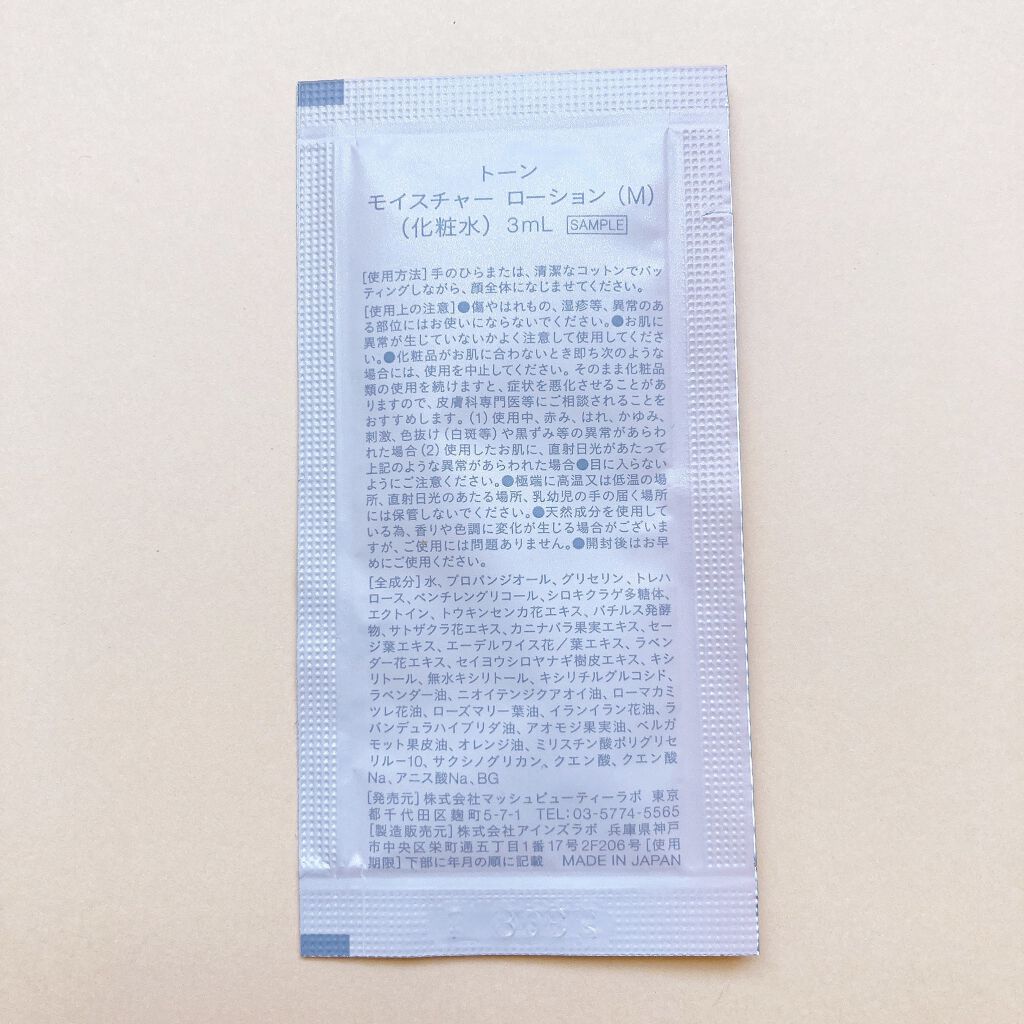 トーン
モイスチャー ローション（M）
（化粧水）3mL SAMPLE
[使用方法]手のひらまたは、清潔なコットンでパッ
ティングしながら、顔全体になじませてください。
[使用上の注意]●傷やはれもの、湿疹等、異常のあ
る部位にはお使いにならないでください。●お肌に
異常が生じていないかよく注意して使用してくださ
い。●化粧品がお肌に合わないとき即ち次のような
場合には、使用を中止してください。そのまま化粧品
類の使用を続けますと、症状を悪化させることがあ
りますので、皮膚科専門医等にご相談されることを
おすすめします。（1）使用中、赤み、はれ、かゆみ、
刺激、色抜け（白斑等）や黒ずみ等の異常があらわ
れた場合（2）使用したお肌に、直射日光があたって
上記のような異常があらわれた場合●目に入らない
ようにご注意ください。●極端に高温又は低温の場
所、直射日光のあたる場所、乳幼児の手の届く場所
には保管しないでください。●天然成分を使用して
いる為、香りや色調に変化が生じる場合がございま
すが、ご使用には問題ありません。●開封後はお早
めにご使用ください。
[全成分]水、プロパンジオール、グリセリン、トレハ
ロース、ペンチレングリコール、シロキクラゲ多糖体、
エクトイン、トウキンセンカ花エキス、バチルス発酵
物、サトザクラ花エキス、カニナバラ果実エキス、セー
ジ葉エキス、エーデルワイス花／葉エキス、ラベン
ダー花エキス、セイヨウシロヤナギ樹皮エキス、キシ
リトール、無水キシリトール、キシリチルグルコシド、
ラベンダー油、ニオイテンジクアオイ油、ローマカミ
ツレ花油、ローズマリー葉油、イランイラン花油、ラ
バンデュラハイブリダ油、アオモジ果実油、ベルガ
モット果皮油、オレンジ油、ミリスチン酸ポリグリセ
リル－10、サクシノグリカン、クエン酸、クエン酸
Na、アニス酸Na、BG
[発売元]株式会社マッシュビューティーラボ 東京
都千代田区麹町5-7-1 TEL：03-5774-5565
[製造販売元]株式会社アインズラボ 兵庫県神戸
市中央区栄町通五丁目1番17号2F206号[使用
期限]下部に年月の順に記載 MADE IN JAPAN